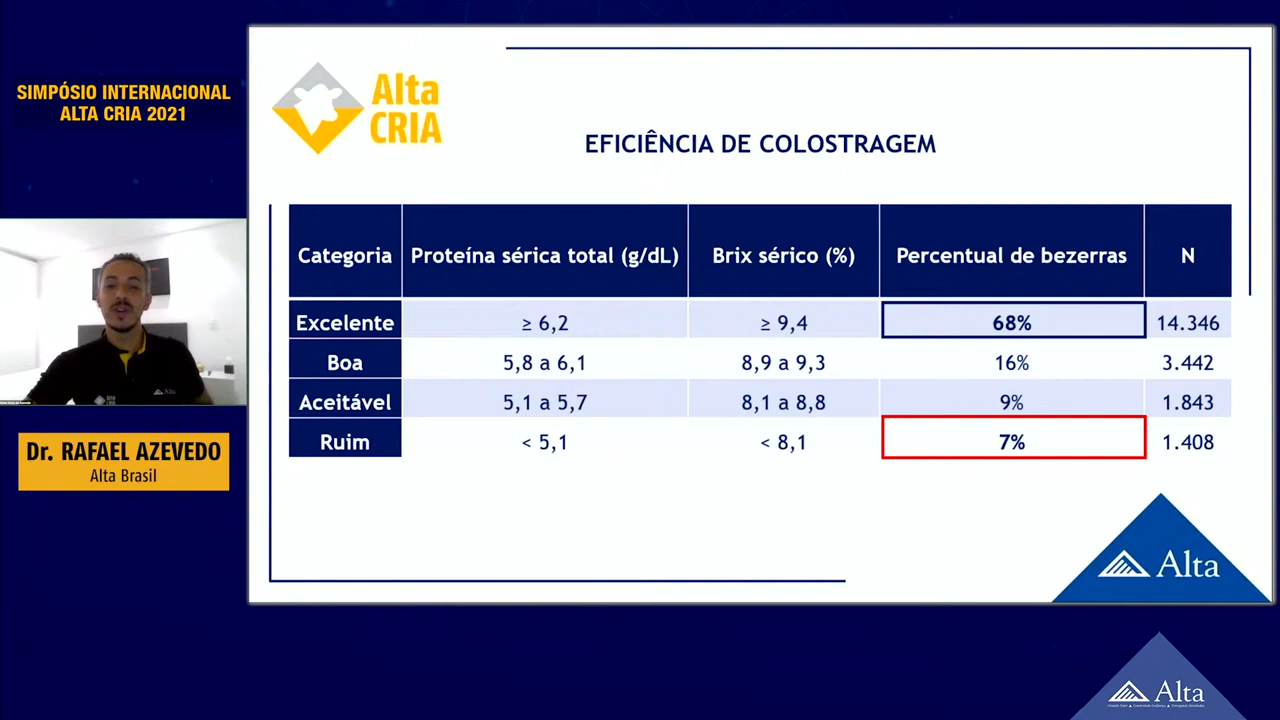 SIMPÓSIO INTERNACIONAL
ALTA CRIA 2021
Alta
CRIA
EFICIÊNCIA DE COLOSTRAGEM
Categoria Proteína sérica total (g/dL) Brix sérico (%) Percentual de bezerras N
Excelente ≥ 6,2 ≥ 9,4 68% 14.346
Boa 5,8 a 6,1 8,9 a 9,3 16% 3.442
Aceitável 5,1 a 5,7 8,1 a 8,8 9% 1.843
Ruim < 5,1 < 8,1 7% 1.408
Alta
Dr. RAFAEL AZEVEDO
Alta Brasil
Alta
Alta